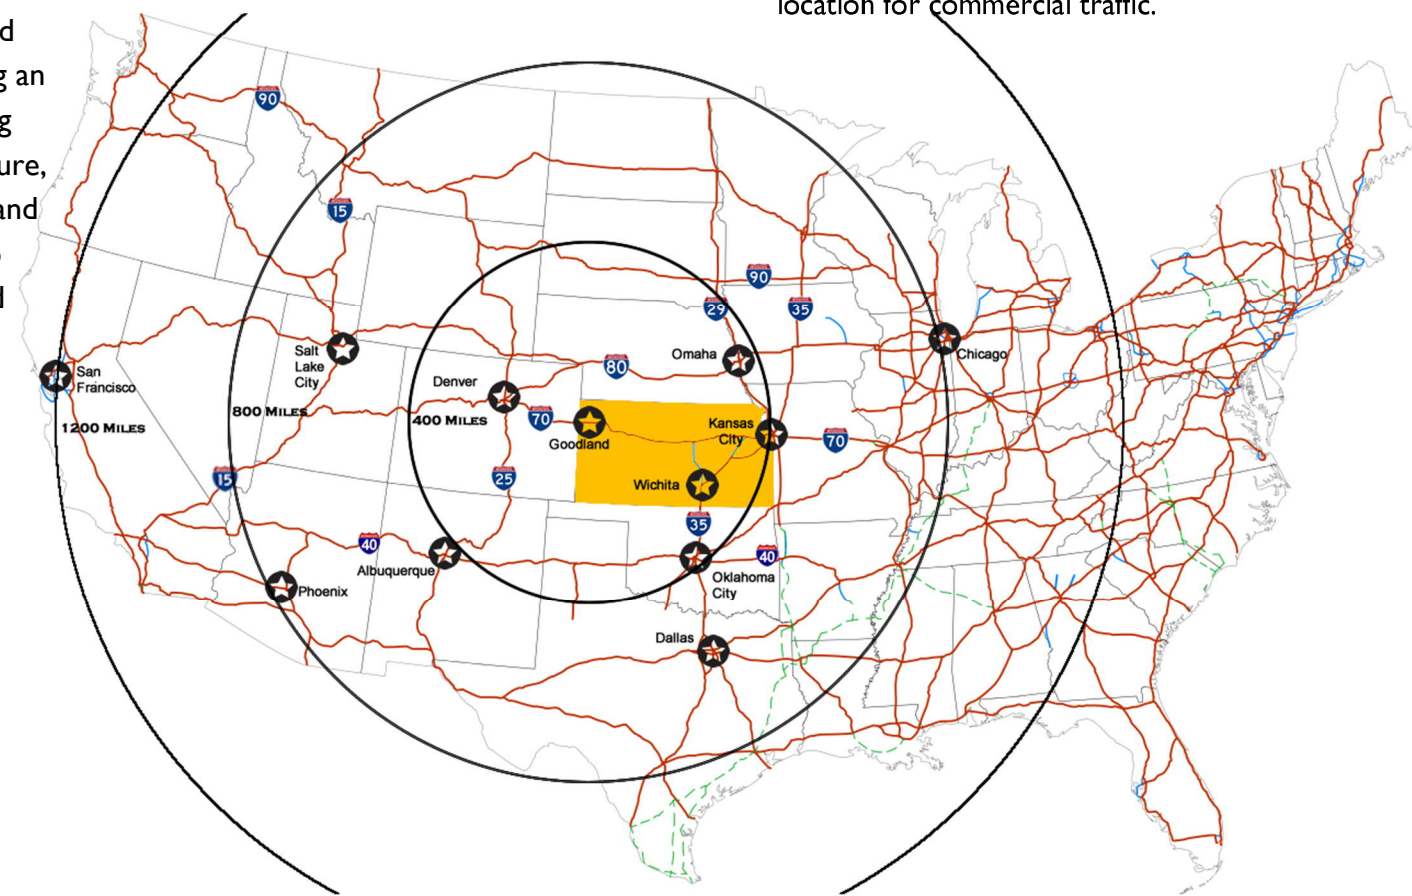 location for commercial traffic.
d
g an
g
ure,
and
d
INTERSTATE
90
15
90
29
35
Salt
Lake
City
Omaha
Chicago
San
Francisco
80
Denver
800 MILES
400 MILES
70
Goodland
Kansas
City
70
1200 MILES
15
25
Wichita
35
40
Albuquerque
40
Oklahoma
City
Phoenix
Dallas